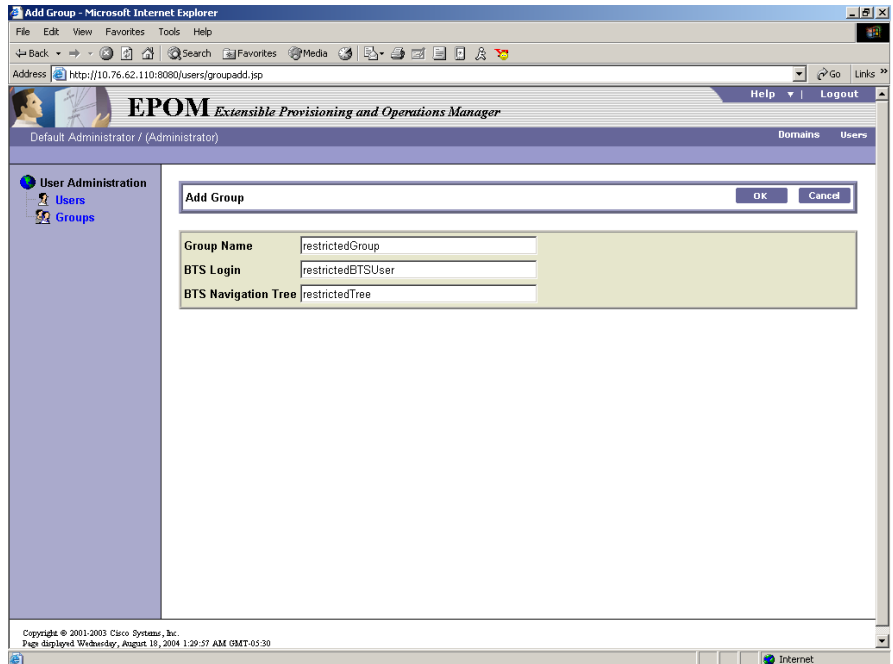 Add Group - Microsoft Internet Explorer
File Edit View Favorites Tools Help
Back Search Favorites Media
Address http://10.76.62.110:8080/users/groupadd.jsp Go Links »
Help | Logout
EPOM Extensible Provisioning and Operations Manager
Default Administrator / (Administrator) Domains Users
User Administration
Users
Groups
Add Group OK Cancel
Group Name restrictedGroup
BTS Login restrictedBTSUser
BTS Navigation Tree restrictedTree
Copyright © 2001-2003 Cisco Systems, Inc.
Page displayed Wednesday, August 18, 2004 1:29:57 AM GMT-05:30
Internet